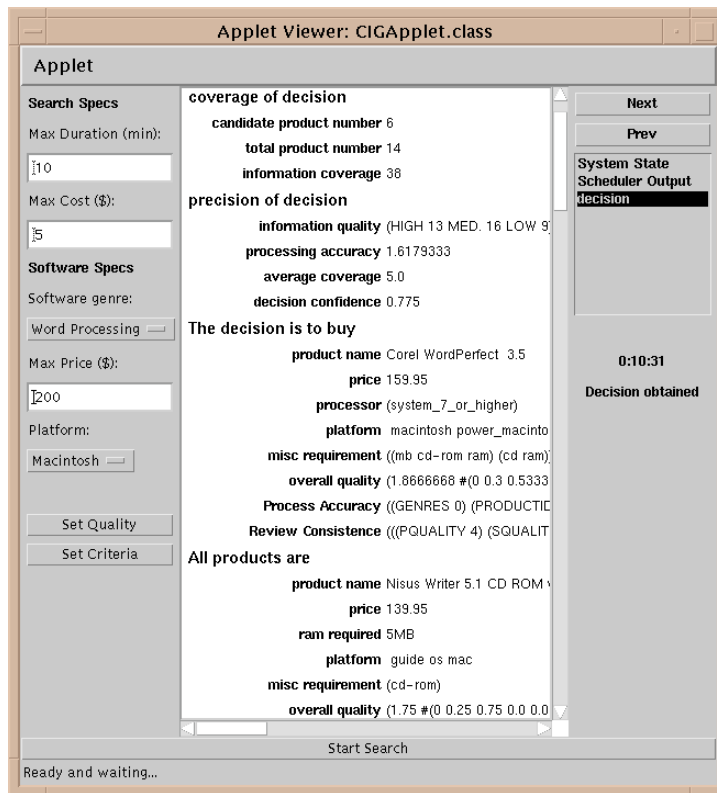 Applet Viewer: CIGApplet.class
Applet
Search Specs
Max Duration (min):
10
Max Cost ($):
5
Software Specs
Software genre:
Word Processing
Max Price ($):
200
Platform:
Macintosh
Set Quality
Set Criteria
coverage of decision
candidate product number 6
total product number 14
information coverage 38
precision of decision
information quality (HIGH 13 MED. 16 LOW 9)
processing accuracy 1.6179333
average coverage 5.0
decision confidence 0.775
The decision is to buy
product name Corel WordPerfect 3.5
price 159.95
processor (system_7_or_higher)
platform macintosh power_macinto
misc requirement ((mb cd-rom ram) (cd ram))
overall quality (1.8666668 #(0 0.3 0.5333
Process Accuracy ((GENRES 0) (PRODUCTID
Review Consistence (((PQUALITY 4) (SQUALIT
All products are
product name Nisus Writer 5.1 CD ROM
price 139.95
ram required 5MB
platform guide os mac
misc requirement (cd-rom)
overall quality (1.75 #(0 0.25 0.75 0.0 0.0
Next
Prev
System State
Scheduler Output
decision
0:10:31
Decision obtained
Start Search
Ready and waiting...